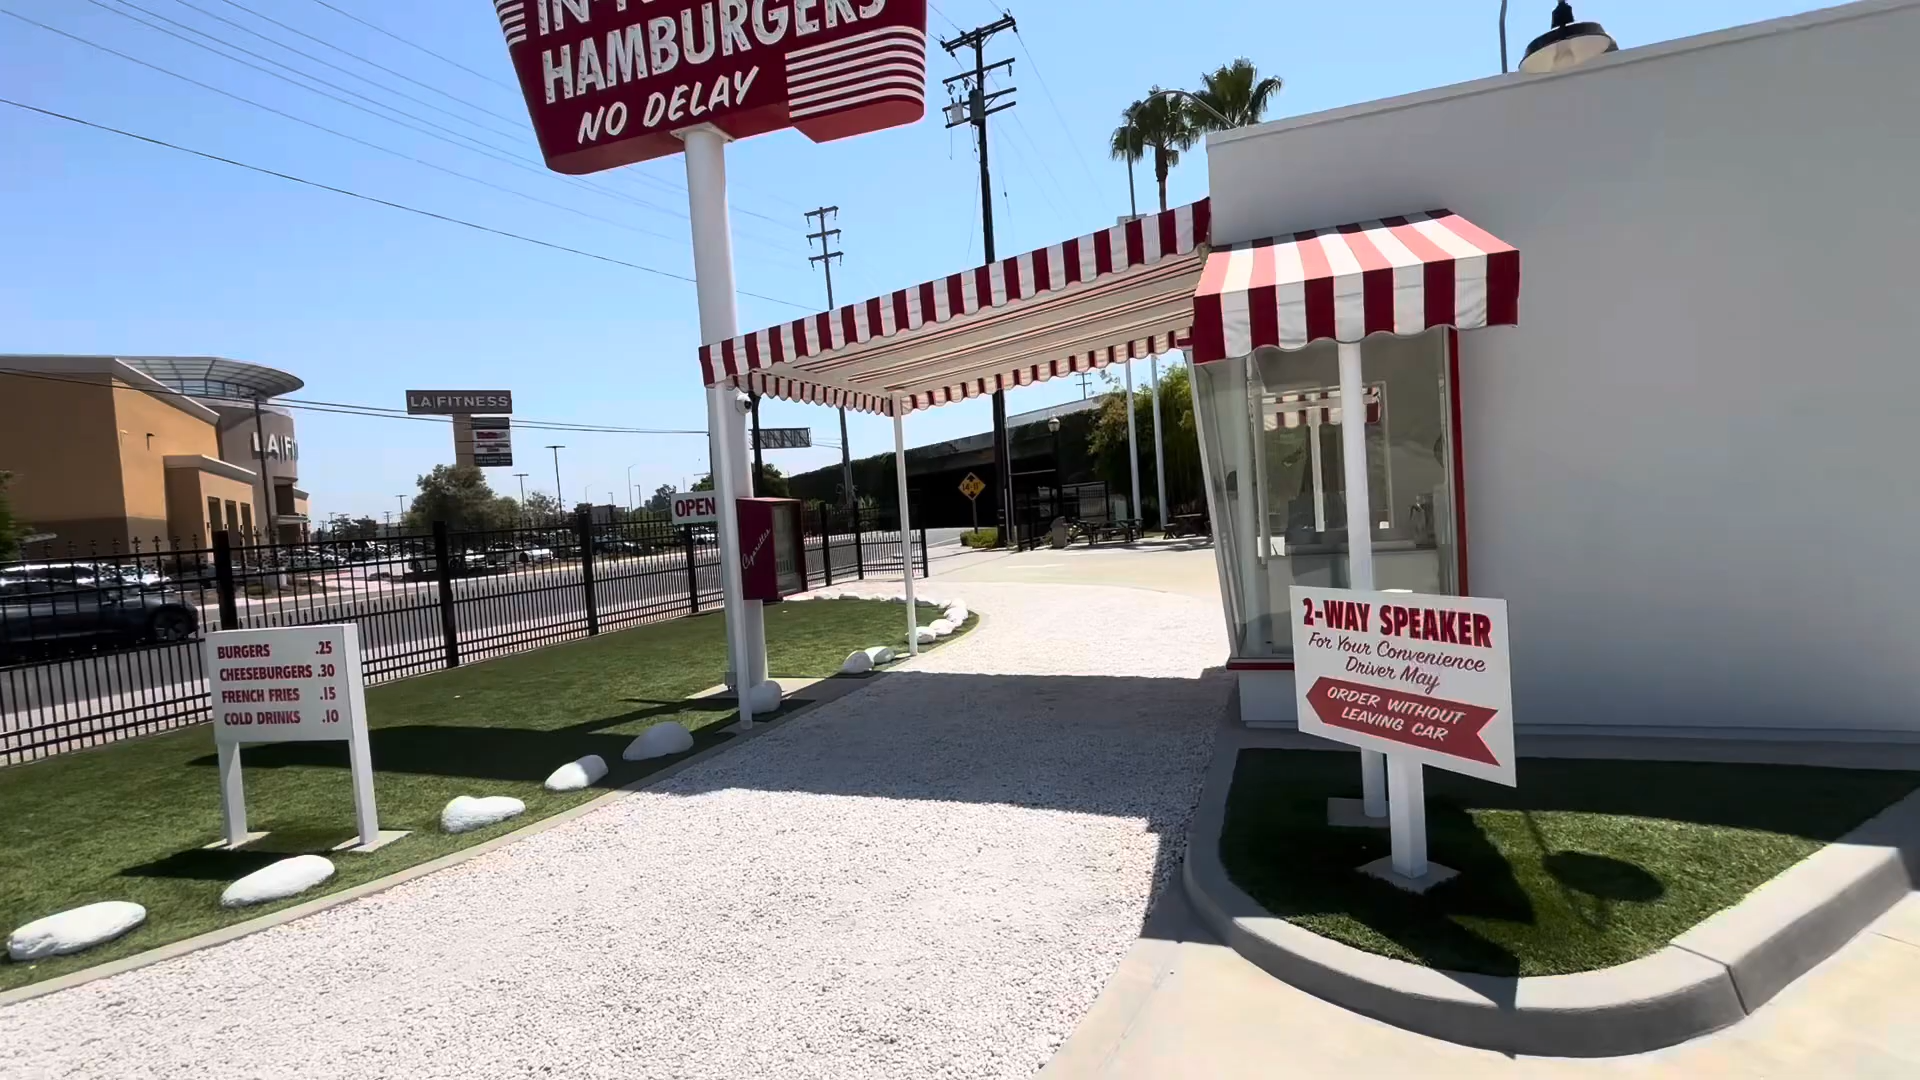 HAMBURGERS
NO DELAY
LA|FITNESS
OPEN
Cigarettes
BURGERS .25
CHEESEBURGERS .30
FRENCH FRIES .15
COLD DRINKS .10
2-WAY SPEAKER
For Your Convenience
Driver May
ORDER WITHOUT
LEAVING CAR